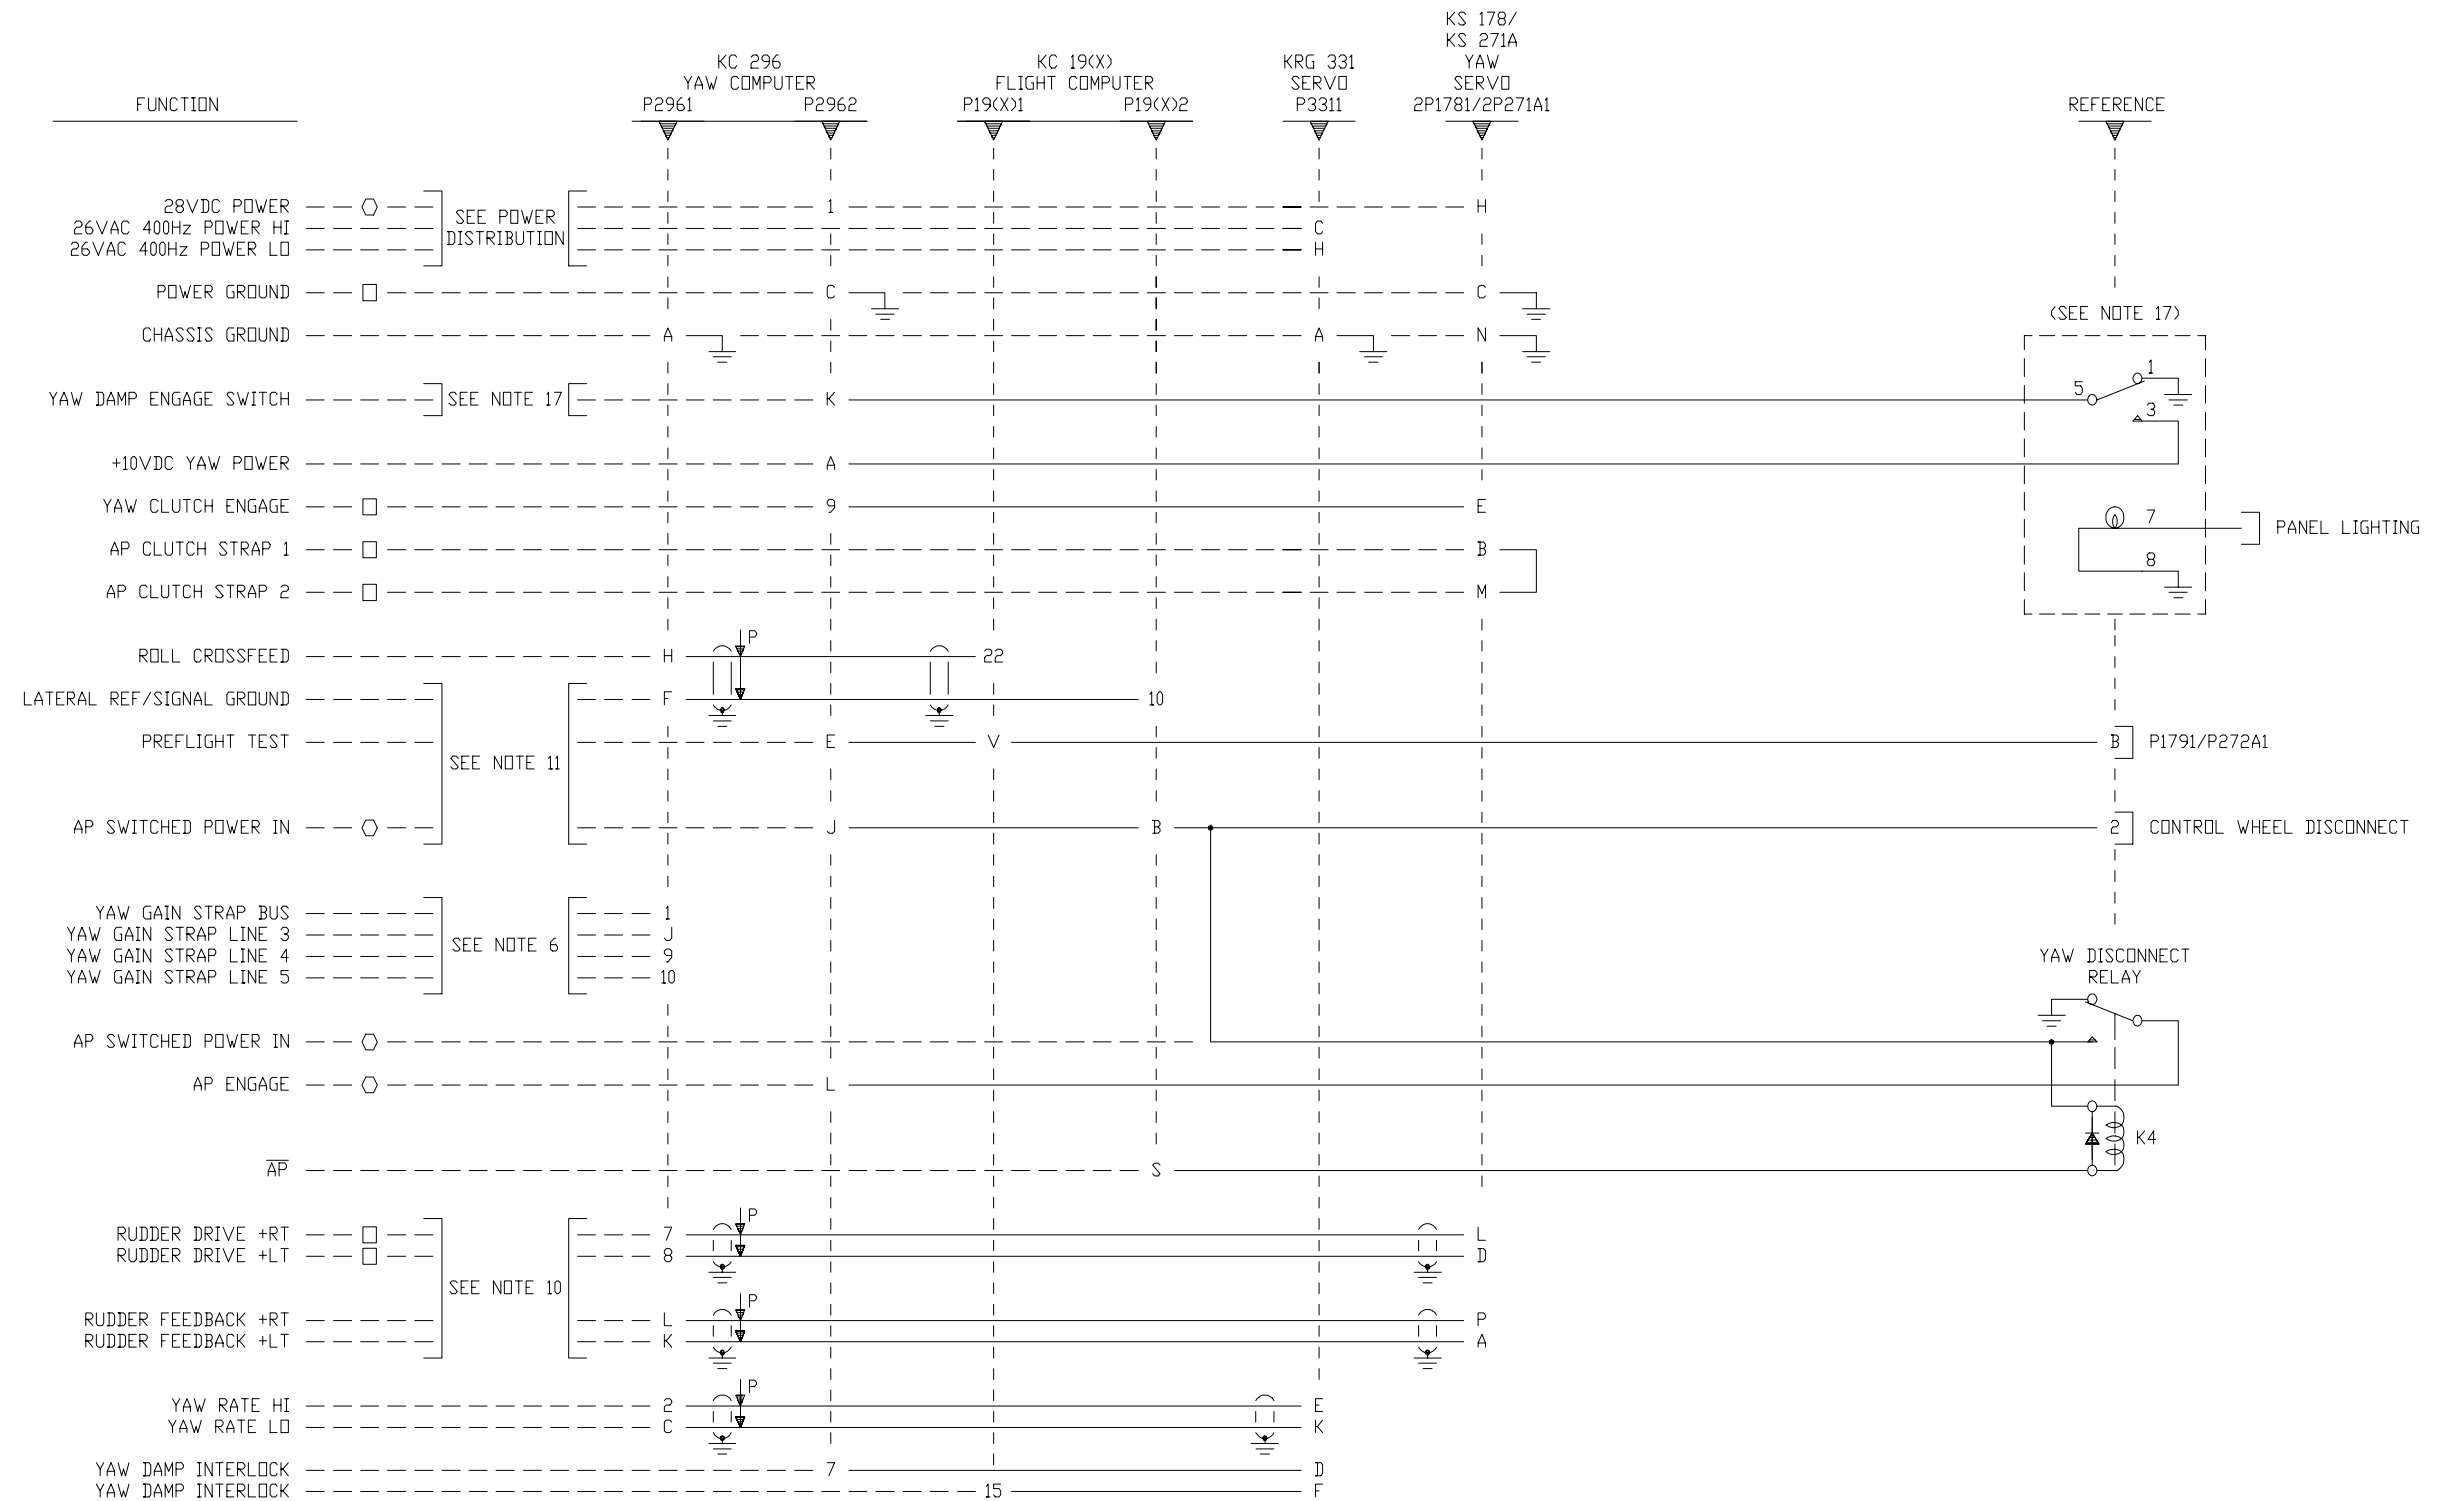 KS 178/
KS 271A
KC 296 KC 19(X) KRG 331 YAW
YAW COMPUTER FLIGHT COMPUTER SERVO SERVO
FUNCTION P2961 P2962 P19(X)1 P19(X)2 P3311 2P1781/2P271A1 REFERENCE
28VDC POWER 1 H
SEE POWER
26VAC 400Hz POWER HI C
DISTRIBUTION
26VAC 400Hz POWER LO H
POWER GROUND C C
(SEE NOTE 17)
CHASSIS GROUND A A N
1
5
YAW DAMP ENGAGE SWITCH SEE NOTE 17 K
3
+10VDC YAW POWER A
YAW CLUTCH ENGAGE 9 E
7
PANEL LIGHTING
AP CLUTCH STRAP 1 B
8
AP CLUTCH STRAP 2 M
P
ROLL CROSSFEED H 22
LATERAL REF/SIGNAL GROUND F 10
PREFLIGHT TEST E V B P1791/P272A1
SEE NOTE 11
AP SWITCHED POWER IN J B 2 CONTROL WHEEL DISCONNECT
YAW GAIN STRAP BUS 1
YAW GAIN STRAP LINE 3 J
SEE NOTE 6
YAW GAIN STRAP LINE 4 9
YAW DISCONNECT
YAW GAIN STRAP LINE 5 10
RELAY
AP SWITCHED POWER IN
AP ENGAGE L
K4
AP S
P
RUDDER DRIVE +RT 7 L
RUDDER DRIVE +LT 8 D
SEE NOTE 10
P
RUDDER FEEDBACK +RT L P
RUDDER FEEDBACK +LT K A
P
YAW RATE HI 2 E
YAW RATE LO C K
YAW DAMP INTERLOCK 7 D
YAW DAMP INTERLOCK 15 F